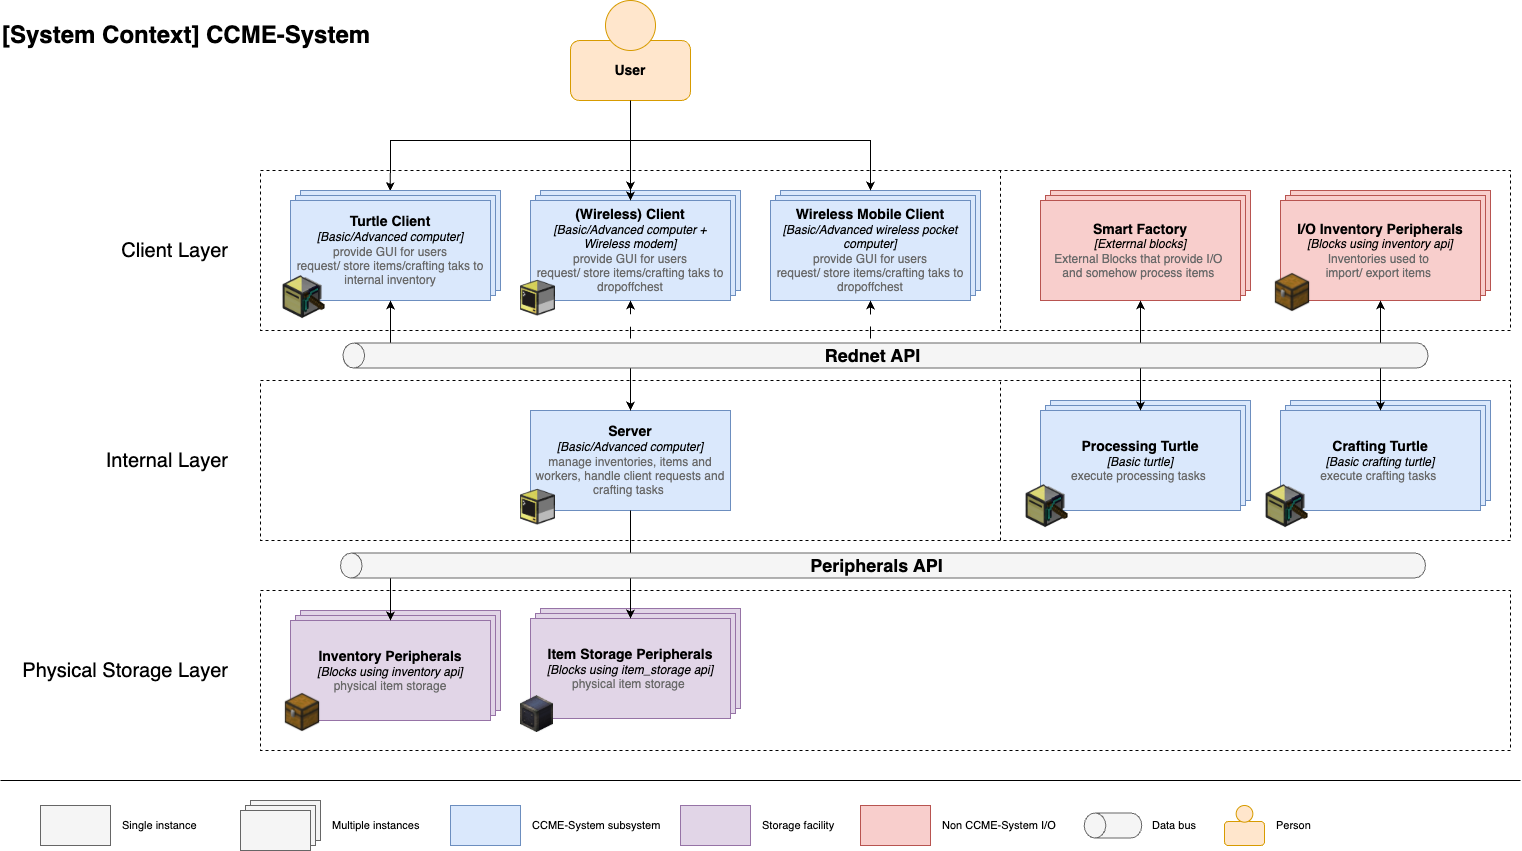 [System Context] CCME-System
User
Client Layer
Turtle Client
[Basic/Advanced computer]
provide GUI for users
request/ store items/crafting taks to
internal inventory
(Wireless) Client
[Basic/Advanced computer +
Wireless modem]
provide GUI for users
request/ store items/crafting taks to
dropoffchest
Wireless Mobile Client
[Basic/Advanced wireless pocket
computer]
provide GUI for users
request/ store items/crafting taks to
dropoffchest
Smart Factory
[Exterrnal blocks]
External Blocks that provide I/O
and somehow process items
I/O Inventory Peripherals
[Blocks using inventory api]
Inventories used to
import/ export items
Rednet API
Internal Layer
Server
[Basic/Advanced computer]
manage inventories, items and
workers, handle client requests and
crafting tasks
Processing Turtle
[Basic turtle]
execute processing tasks
Crafting Turtle
[Basic crafting turtle]
execute crafting tasks
Peripherals API
Physical Storage Layer
Inventory Peripherals
[Blocks using inventory api]
physical item storage
Item Storage Peripherals
[Blocks using item_storage api]
physical item storage
Single instance
Multiple instances
CCME-System subsystem
Storage facility
Non CCME-System I/O
Data bus
Person